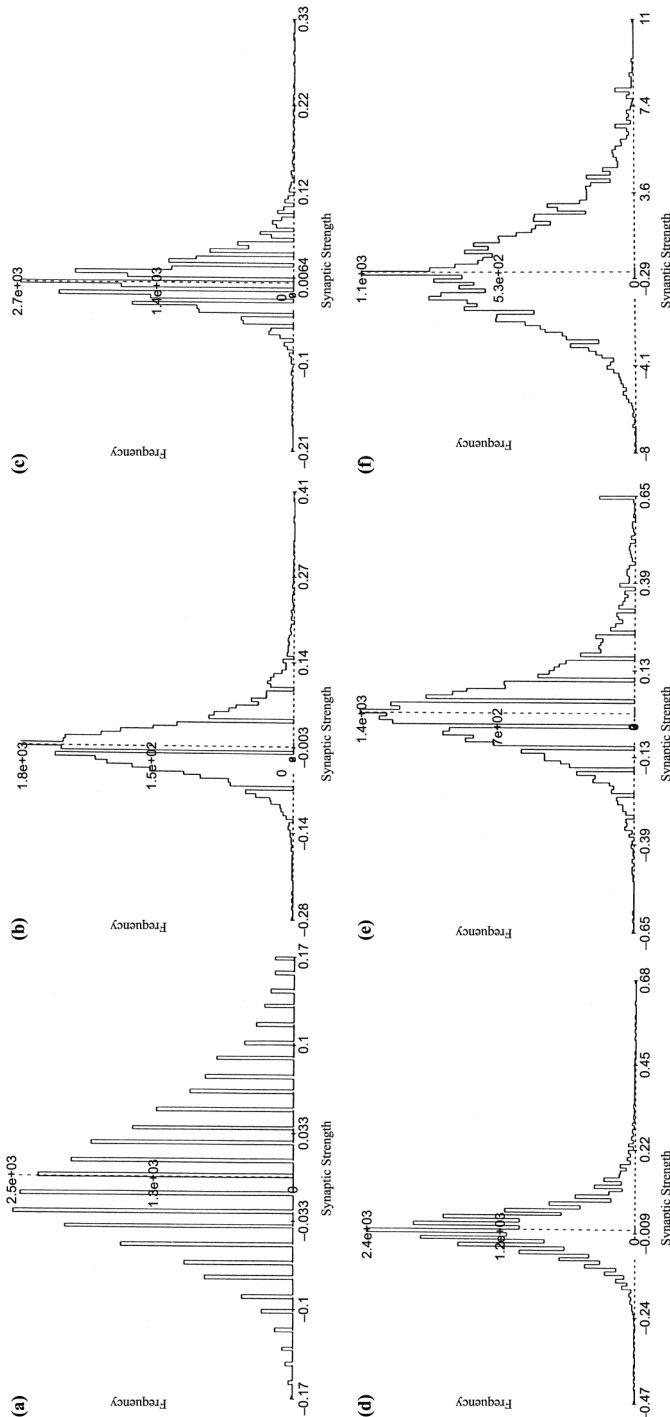 (a)
Frequency
2.5e+03
1.3e+03
0
−0.17
−0.1
−0.033
0.033
0.1
0.17
Synaptic Strength
(b)
Frequency
1.8e+03
1.5e+02
0
−0.28
−0.14
−0.003
0.14
0.27
0.41
Synaptic Strength
(c)
Frequency
2.7e+03
1.4e+03
0
−0.21
−0.1
0.0064
0.12
0.22
0.33
Synaptic Strength
(d)
Frequency
2.4e+03
1.2e+03
0
−0.47
−0.24
−0.009
0.22
0.45
0.68
Synaptic Strength
(e)
Frequency
1.4e+03
7e+02
0
−0.65
−0.39
−0.13
0.13
0.39
0.65
Synaptic Strength
(f)
Frequency
1.1e+03
5.3e+02
0
−8
−4.1
−0.29
3.6
7.4
11
Synaptic Strength